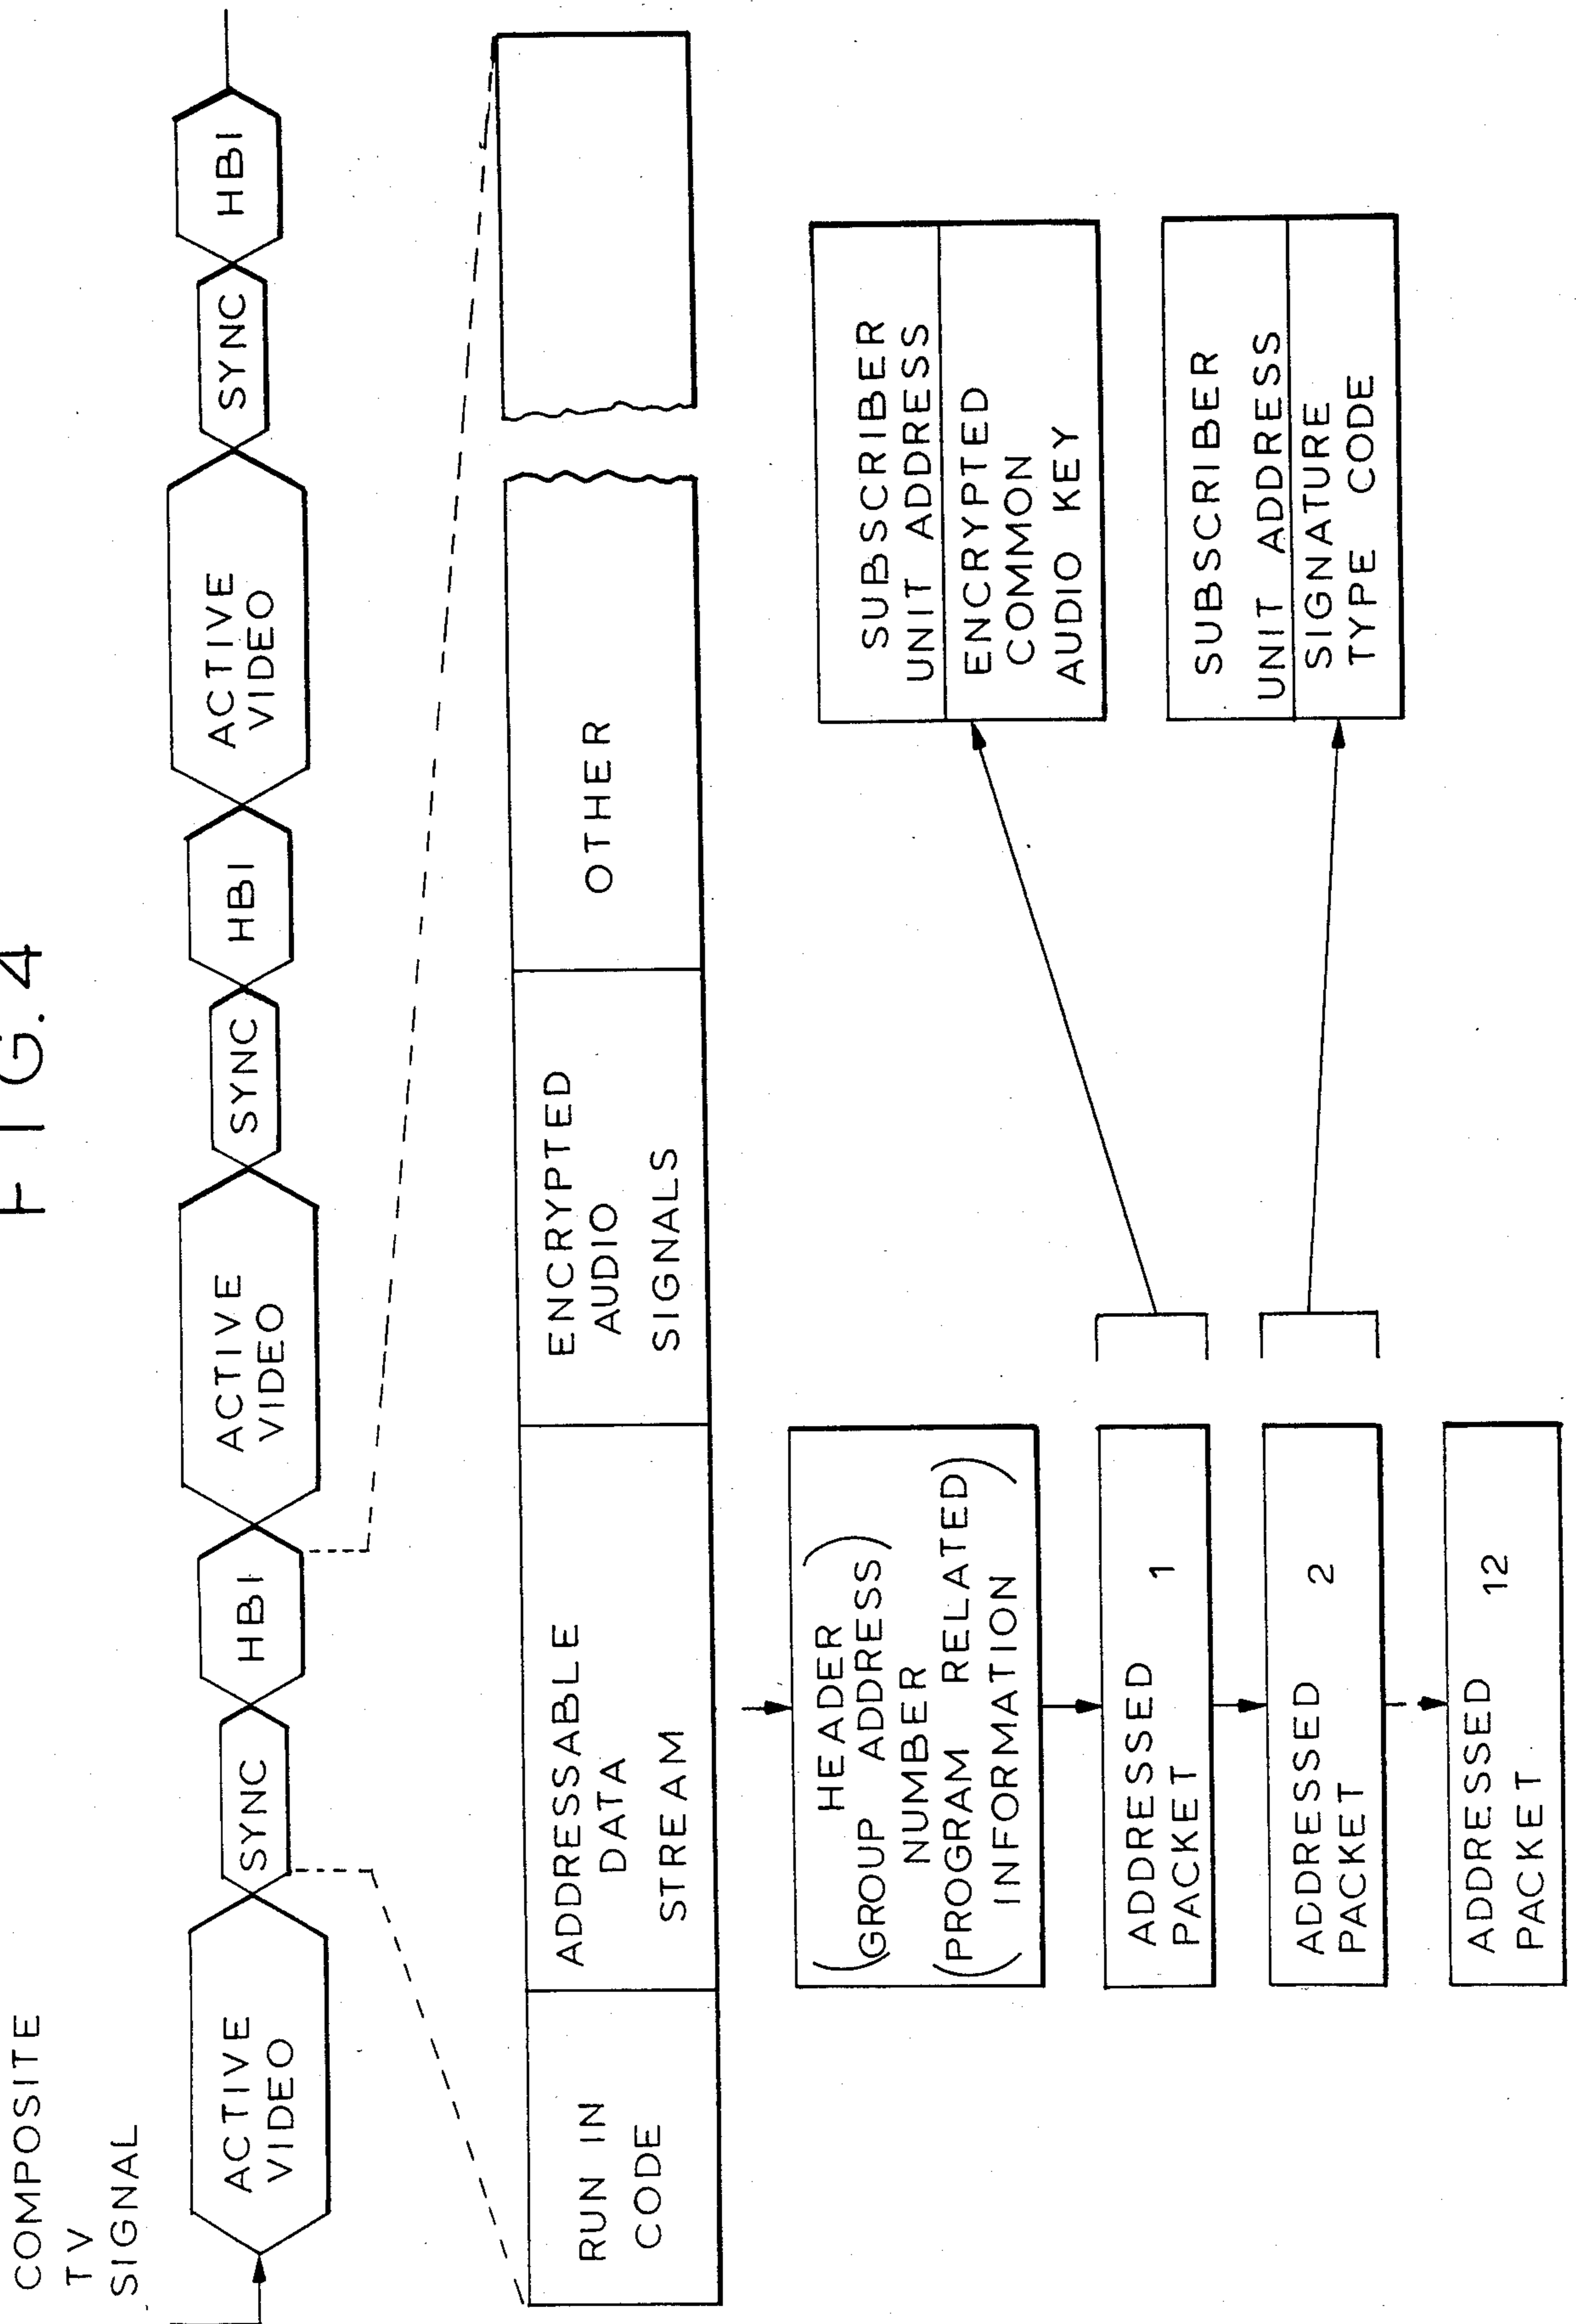 FIG. 4
COMPOSITE
TV
SIGNAL
ACTIVE
VIDEO
SYNC
HBI
ACTIVE
VIDEO
SYNC
HBI
ACTIVE
VIDEO
SYNC
HBI
RUN IN
CODE
ADDRESSABLE
DATA
STREAM
ENCRYPTED
AUDIO
SIGNALS
OTHER
HEADER
(GROUP ADDRESS)
NUMBER
(PROGRAM RELATED)
INFORMATION
ADDRESSED 1
PACKET
ADDRESSED 2
PACKET
ADDRESSED 12
PACKET
SUBSCRIBER
UNIT ADDRESS
ENCRYPTED
COMMON
AUDIO KEY
SUBSCRIBER
UNIT ADDRESS
SIGNATURE
TYPE CODE